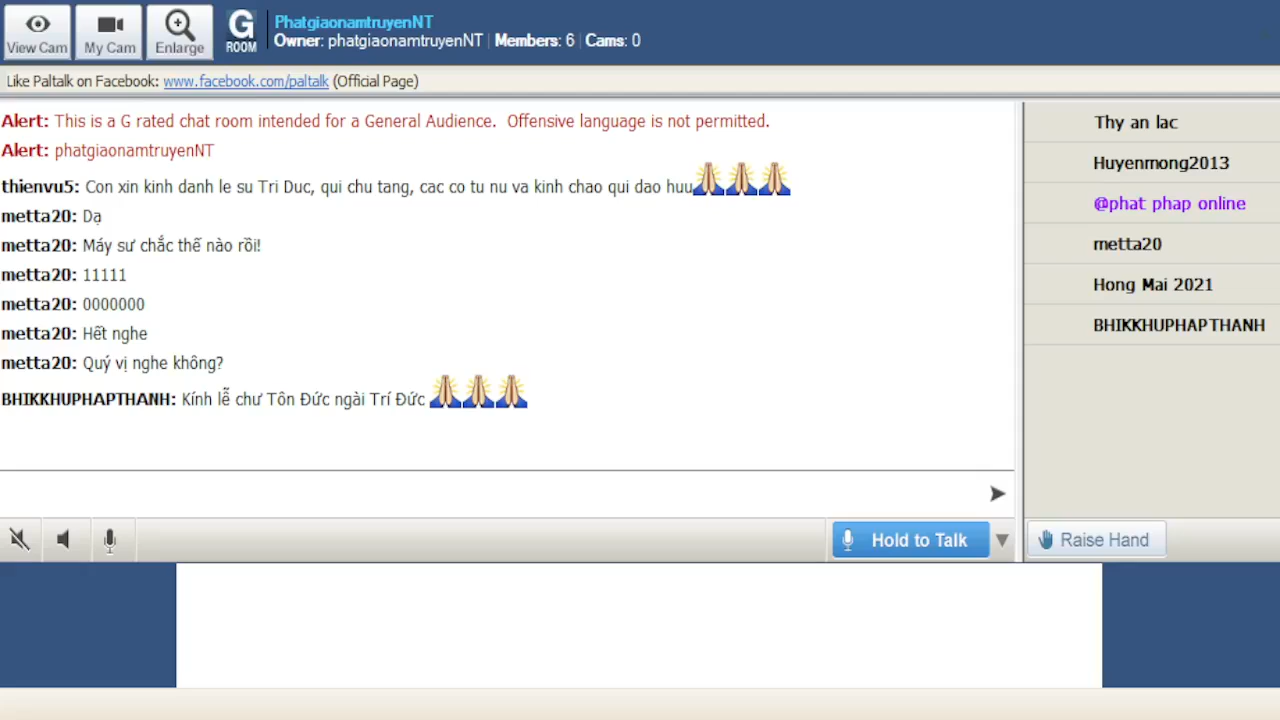 View Cam
My Cam
Enlarge
G
ROOM
PhatgiaonamtruyenNT
Owner: phatgiaonamtruyenNT | Members: 6 | Cams: 0
Like Paltalk on Facebook: www.facebook.com/paltalk (Official Page)
Alert: This is a G rated chat room intended for a General Audience. Offensive language is not permitted.
Alert: phatgiaonamtruyenNT
thienvu5: Con xin kinh danh le su Tri Duc, qui chu tang, cac co tu nu va kinh chao qui dao huu
metta20: Dạ
metta20: Máy sư chắc thế nào rồi!
metta20: 11111
metta20: 0000000
metta20: Hết nghe
metta20: Quý vị nghe không?
BHIKKHUPHAPTHANH: Kính lễ chư Tôn Đức ngài Trí Đức
Thy an lac
Huyenmong2013
@phat phap online
metta20
Hong Mai 2021
BHIKKHUPHAPTHANH
Hold to Talk
Raise Hand